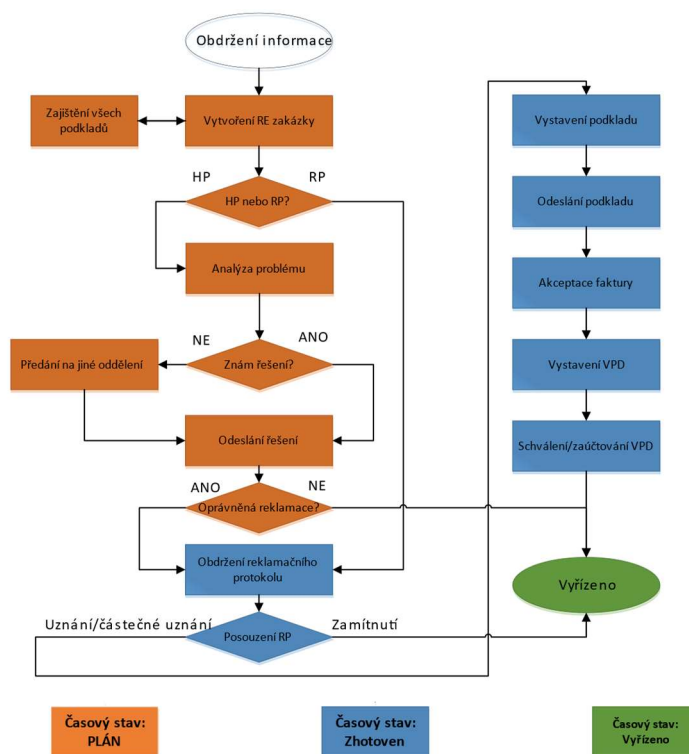 Obdržení informace
Zajištění všech
podkladů
Vytvoření RE zakázky
HP
RP
HP nebo RP?
Analýza problému
NE
ANO
Předání na jiné oddělení
Znám řešení?
Odeslání řešení
ANO
NE
Oprávněná reklamace?
Obdržení reklamačního
protokolu
Uznání/částečné uznání
Posouzení RP
Zamítnutí
Vystavení podkladu
Odeslání podkladu
Akceptace faktury
Vystavení VPD
Schválení/zaúčtování VPD
Vyřízeno
Časový stav:
PLÁN
Časový stav:
Zhotoven
Časový stav:
Vyřízeno